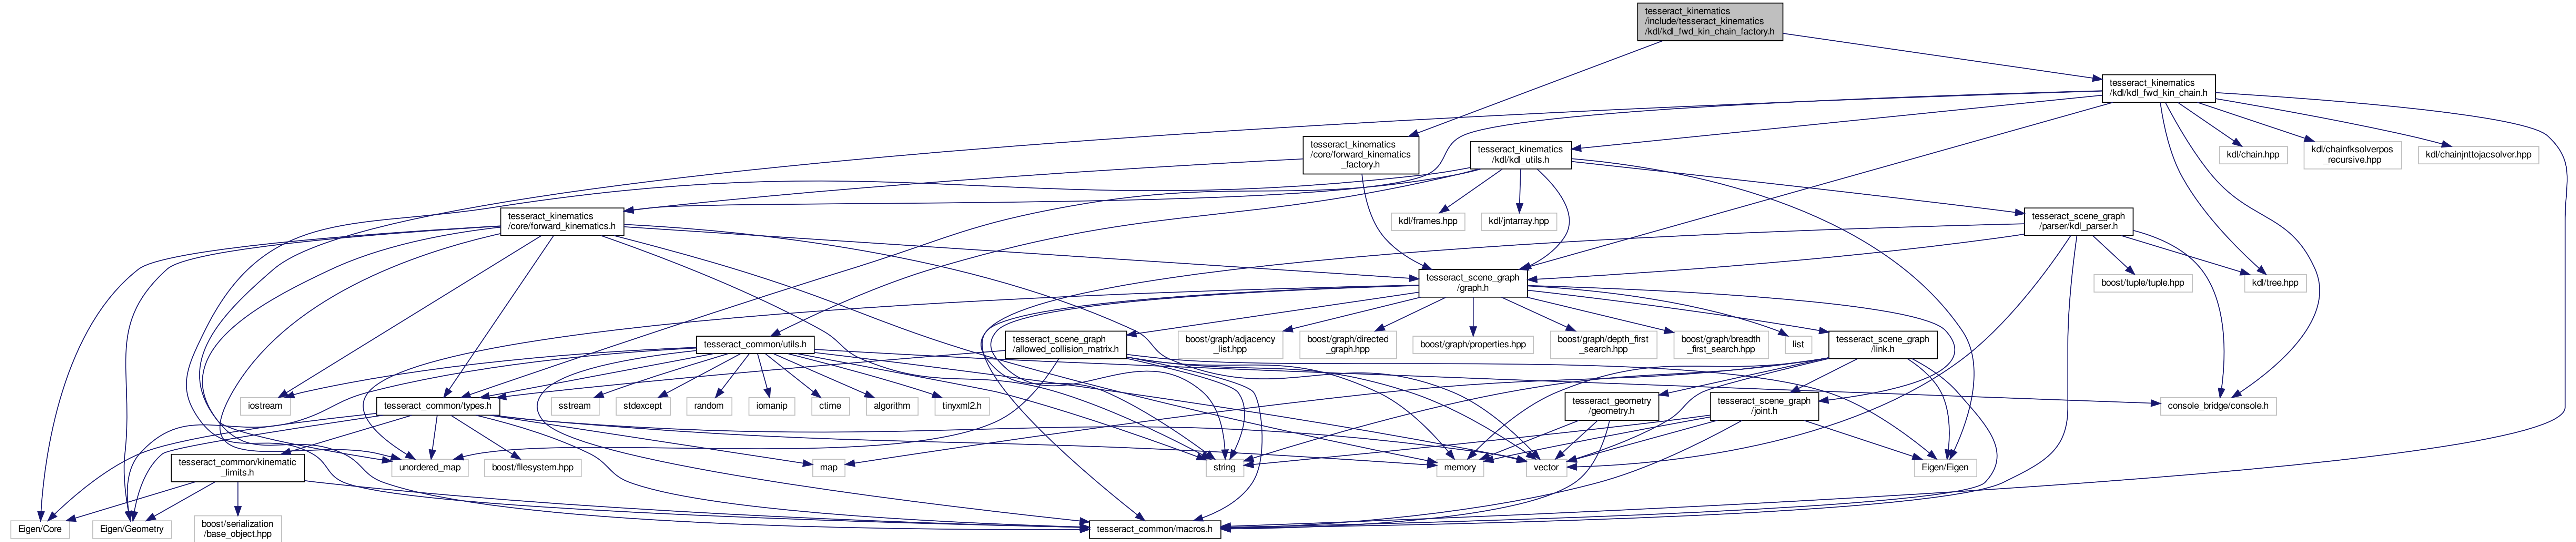 tesseract_kinematics
/include/tesseract_kinematics
/kdl/kdl_fwd_kin_chain_factory.h
tesseract_kinematics
/kdl/kdl_fwd_kin_chain.h
tesseract_kinematics
/core/forward_kinematics
_factory.h
tesseract_kinematics
/kdl/kdl_utils.h
kdl/chain.hpp
kdl/chainfksolverpos
_recursive.hpp
kdl/chainjnttojacsolver.hpp
tesseract_kinematics
/core/forward_kinematics.h
kdl/frames.hpp
kdl/jntarray.hpp
tesseract_scene_graph
/parser/kdl_parser.h
tesseract_scene_graph
/graph.h
boost/tuple/tuple.hpp
kdl/tree.hpp
tesseract_common/utils.h
tesseract_scene_graph
/allowed_collision_matrix.h
boost/graph/adjacency
_list.hpp
boost/graph/directed
_graph.hpp
boost/graph/properties.hpp
boost/graph/depth_first
_search.hpp
boost/graph/breadth
_first_search.hpp
list
tesseract_scene_graph
/link.h
iostream
tesseract_common/types.h
sstream
stdexcept
random
iomanip
ctime
algorithm
tinyxml2.h
tesseract_geometry
/geometry.h
tesseract_scene_graph
/joint.h
console_bridge/console.h
tesseract_common/kinematic
_limits.h
unordered_map
boost/filesystem.hpp
map
string
memory
vector
Eigen/Eigen
Eigen/Core
Eigen/Geometry
boost/serialization
/base_object.hpp
tesseract_common/macros.h